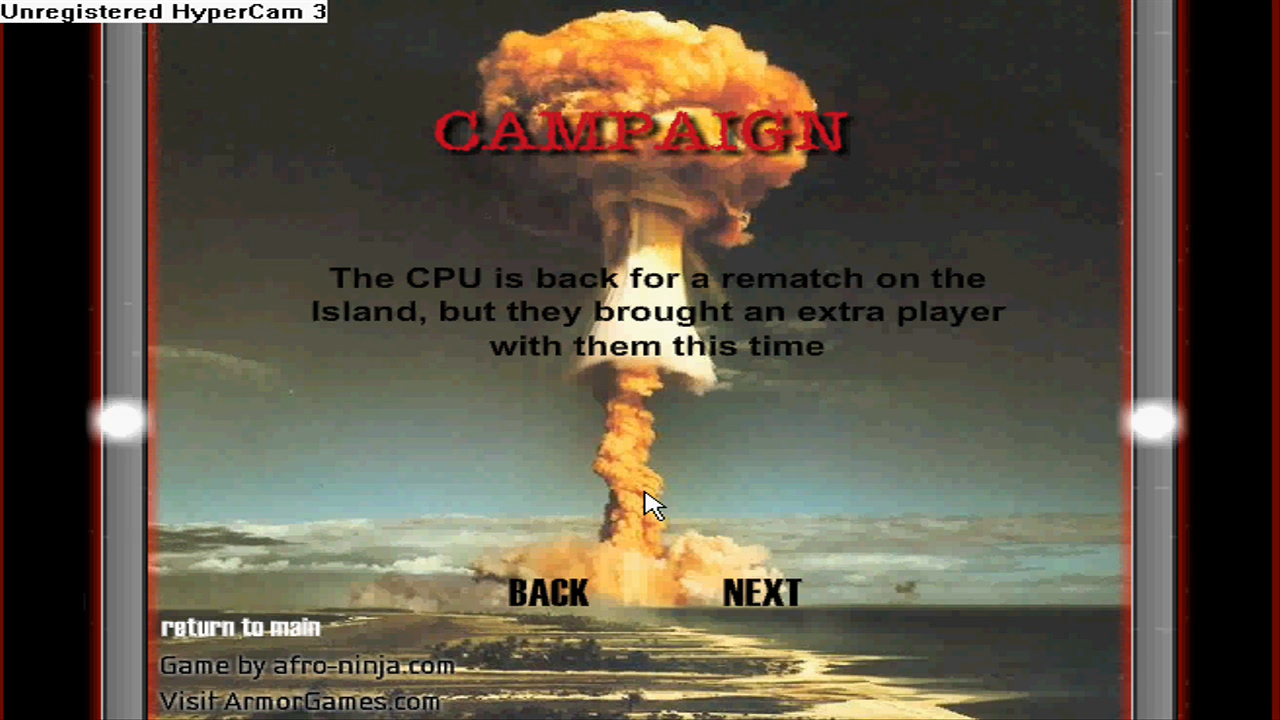 Unregistered HyperCam 3
CAMPAIGN
The CPU is back for a rematch on the
Island, but they brought an extra player
with them this time
BACK NEXT
return to main
Game by afro-ninja.com
Visit ArmorGames.com